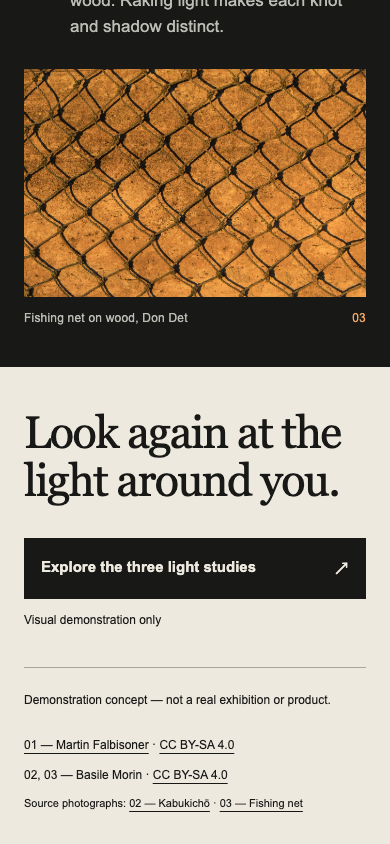 wood. Raking light makes each knot
and shadow distinct.
Fishing net on wood, Don Det
03
Look again at the
light around you.
Explore the three light studies ↗
Visual demonstration only
Demonstration concept — not a real exhibition or product.
01 — Martin Falbisoner · CC BY-SA 4.0
02, 03 — Basile Morin · CC BY-SA 4.0
Source photographs: 02 — Kabukichō · 03 — Fishing net